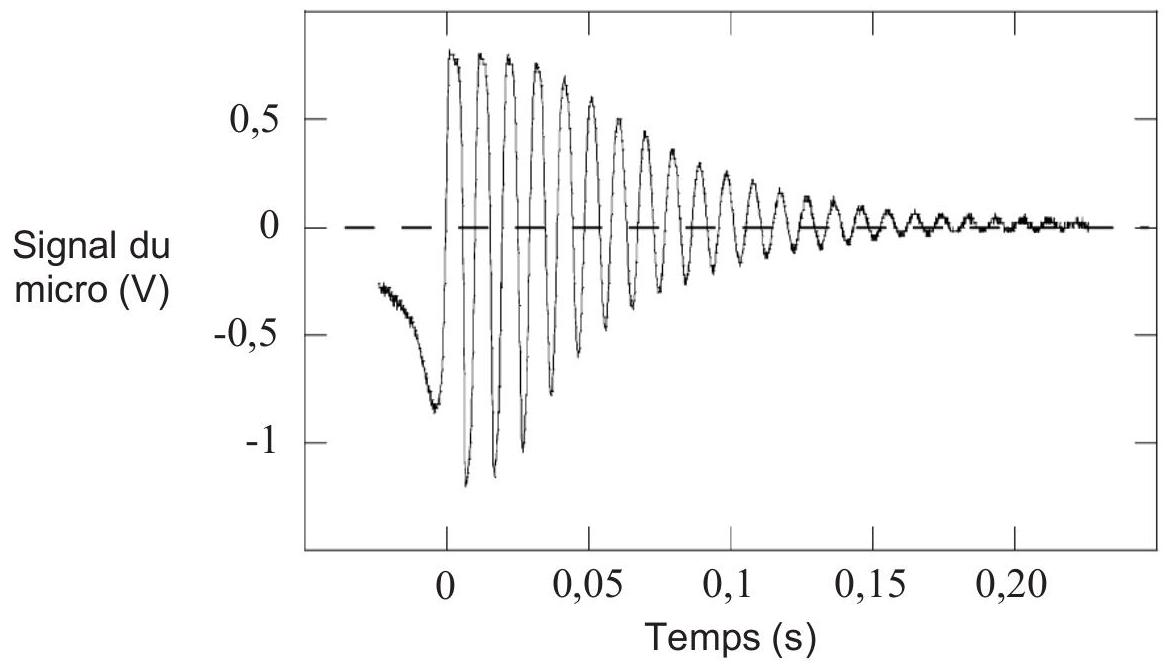 0,5
0
Signal du
micro (V)
-0,5
-1
0 0,05 0,1 0,15 0,20
Temps (s)